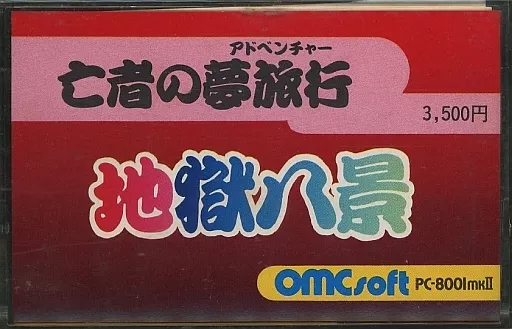 アドベンチャー
亡者の夢旅行
3,500円
地獄八景
OMCsoft PC-8001mkII